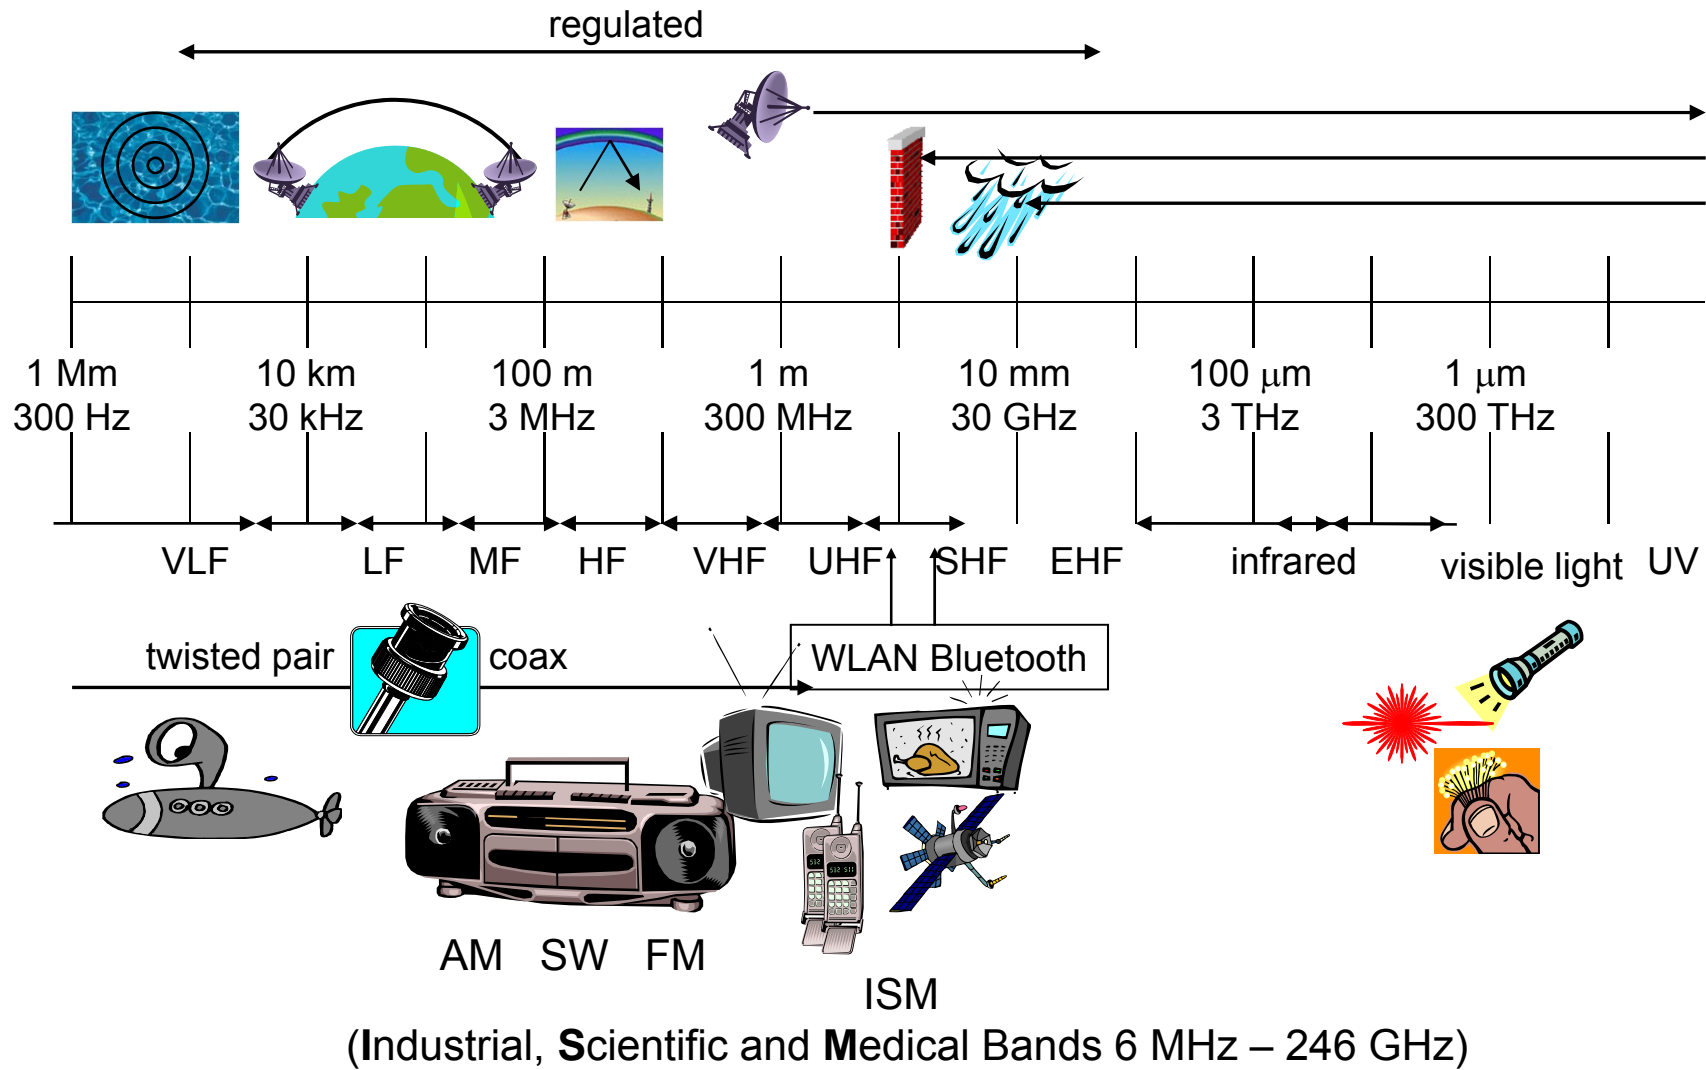 regulated
1 Mm 10 km 100 m 1 m 10 mm 100 μm 1 μm
300 Hz 30 kHz 3 MHz 300 MHz 30 GHz 3 THz 300 THz
VLF LF MF HF VHF UHF SHF EHF infrared visible light UV
twisted pair coax WLAN Bluetooth
AM SW FM
ISM
(Industrial, Scientific and Medical Bands 6 MHz – 246 GHz)